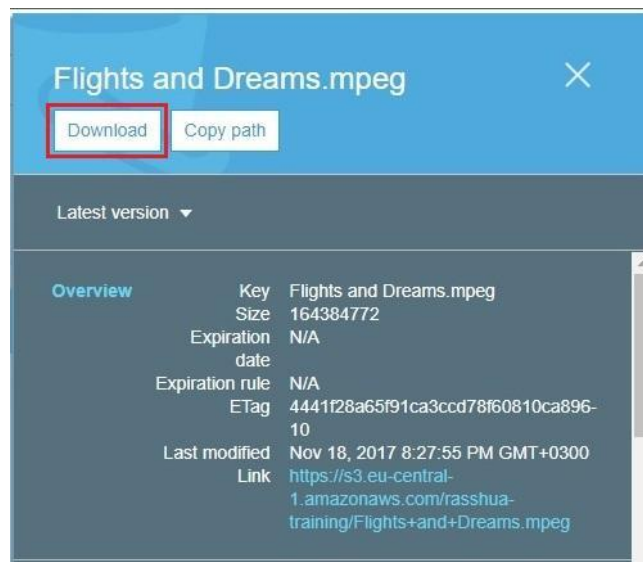 Flights and Dreams.mpeg
Download
Copy path
Latest version
Overview
Key Flights and Dreams.mpeg
Size 164384772
Expiration date N/A
Expiration rule N/A
ETag 4441f28a65f91ca3ccd78f60810ca896-
10
Last modified Nov 18, 2017 8:27:55 PM GMT+0300
Link https://s3.eu-central-
1.amazonaws.com/rasshua-
training/Flights+and+Dreams.mpeg